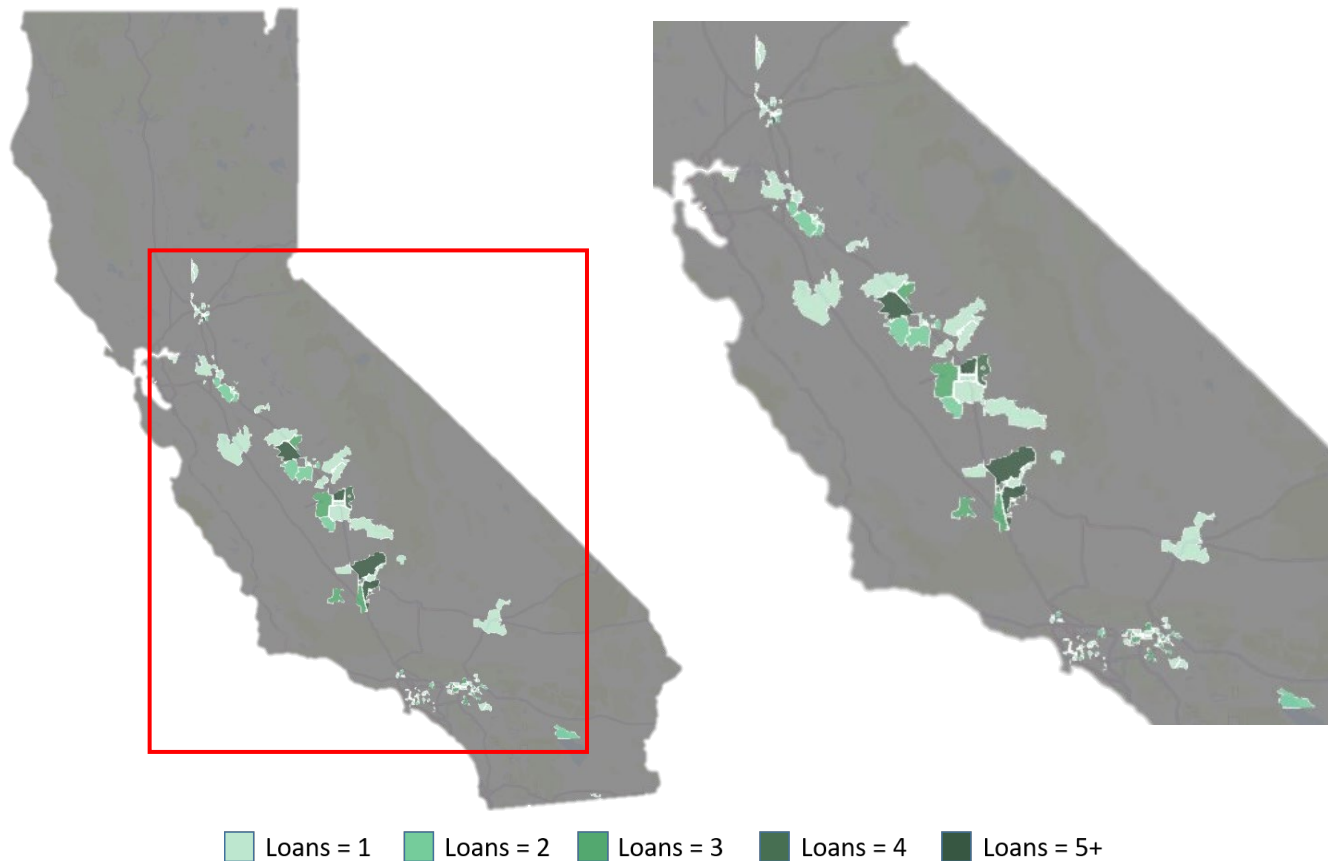 Loans = 1 Loans = 2 Loans = 3 Loans = 4 Loans = 5+